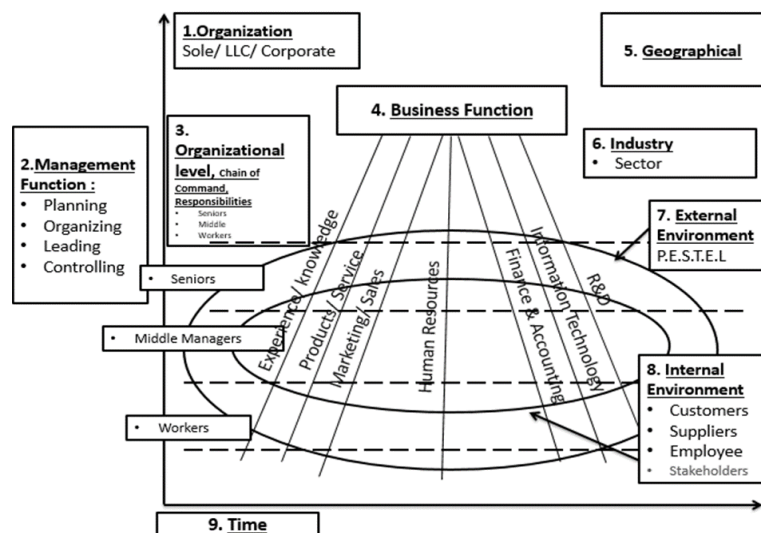 1.Organization
Sole/ LLC/ Corporate
5. Geographical
4. Business Function
3.
Organizational
level, Chain of
Command,
Responsibilities
• Seniors
• Middle
• Workers
2.Management
Function :
• Planning
• Organizing
• Leading
• Controlling
6. Industry
• Sector
7. External
Environment
P.E.S.T.E.L
• Seniors
• Middle Managers
• Workers
Experience/ knowledge
Products/ Service
Marketing/ Sales
Human Resources
Finance & Accounting
Information Technology
R&D
8. Internal
Environment
• Customers
• Suppliers
• Employee
• Stakeholders
9. Time